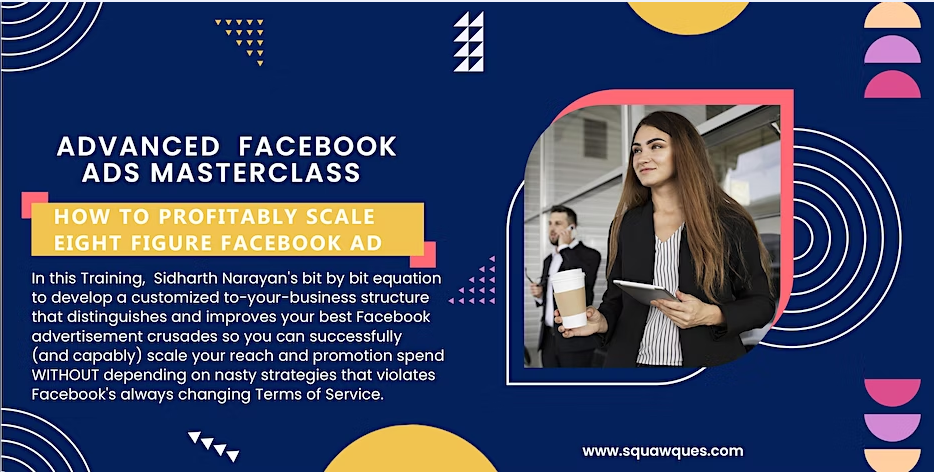 ADVANCED FACEBOOK
ADS MASTERCLASS
HOW TO PROFITABLY SCALE
EIGHT FIGURE FACEBOOK AD
In this Training, Sidharth Narayan's bit by bit equation
to develop a customized to-your-business structure
that distinguishes and improves your best Facebook
advertisement crusades so you can successfully
(and capably) scale your reach and promotion spend
WITHOUT depending on nasty strategies that violates
Facebook's always changing Terms of Service.
www.squawques.com